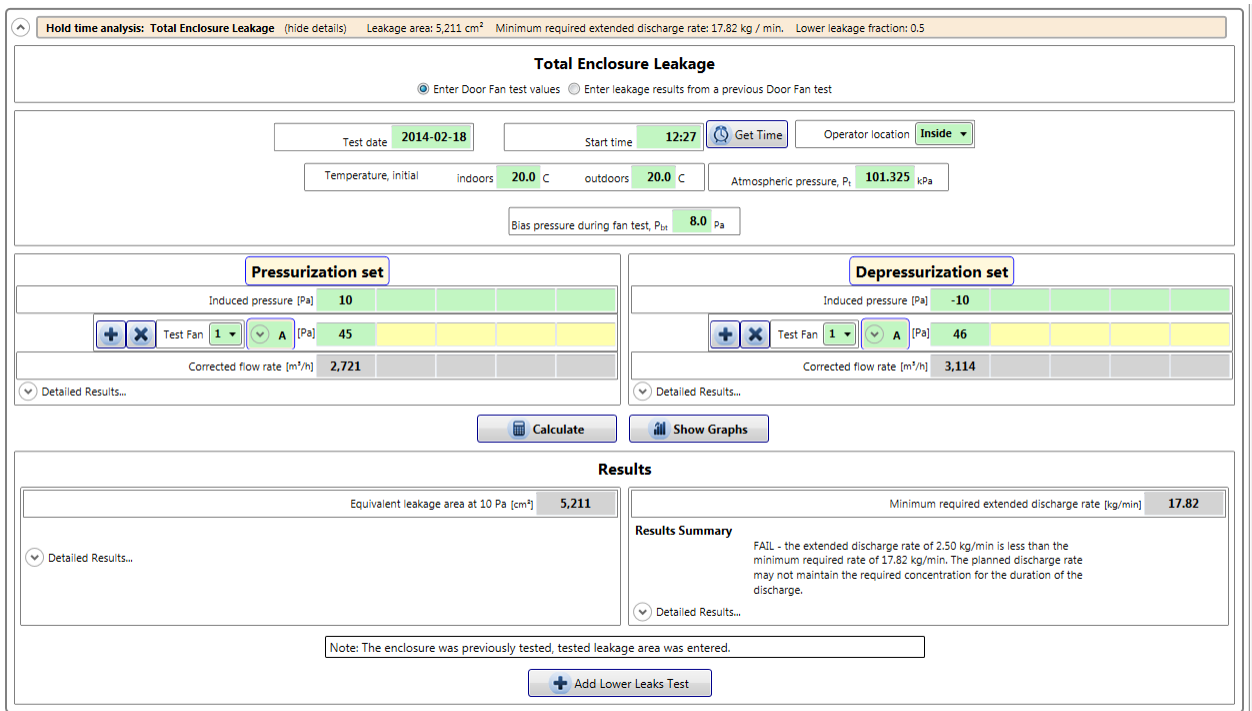 Hold time analysis: Total Enclosure Leakage (hide details) Leakage area: 5,211 cm² Minimum required extended discharge rate: 17.82 kg / min. Lower leakage fraction: 0.5
Total Enclosure Leakage
Enter Door Fan test values Enter leakage results from a previous Door Fan test
Test date 2014-02-18 Start time 12:27 Get Time Operator location Inside
Temperature, initial indoors 20.0 C outdoors 20.0 C Atmospheric pressure, Pt 101.325 kPa
Bias pressure during fan test, Pbt 8.0 Pa
Pressurization set
Induced pressure [Pa] 10
Test Fan 1 A [Pa] 45
Corrected flow rate [m³/h] 2,721
Detailed Results...
Depressurization set
Induced pressure [Pa] -10
Test Fan 1 A [Pa] 46
Corrected flow rate [m³/h] 3,114
Detailed Results...
Calculate Show Graphs
Results
Equivalent leakage area at 10 Pa [cm²] 5,211
Detailed Results...
Minimum required extended discharge rate [kg/min] 17.82
Results Summary
FAIL - the extended discharge rate of 2.50 kg/min is less than the
minimum required rate of 17.82 kg/min. The planned discharge rate
may not maintain the required concentration for the duration of the
discharge.
Detailed Results...
Note: The enclosure was previously tested, tested leakage area was entered.
Add Lower Leaks Test